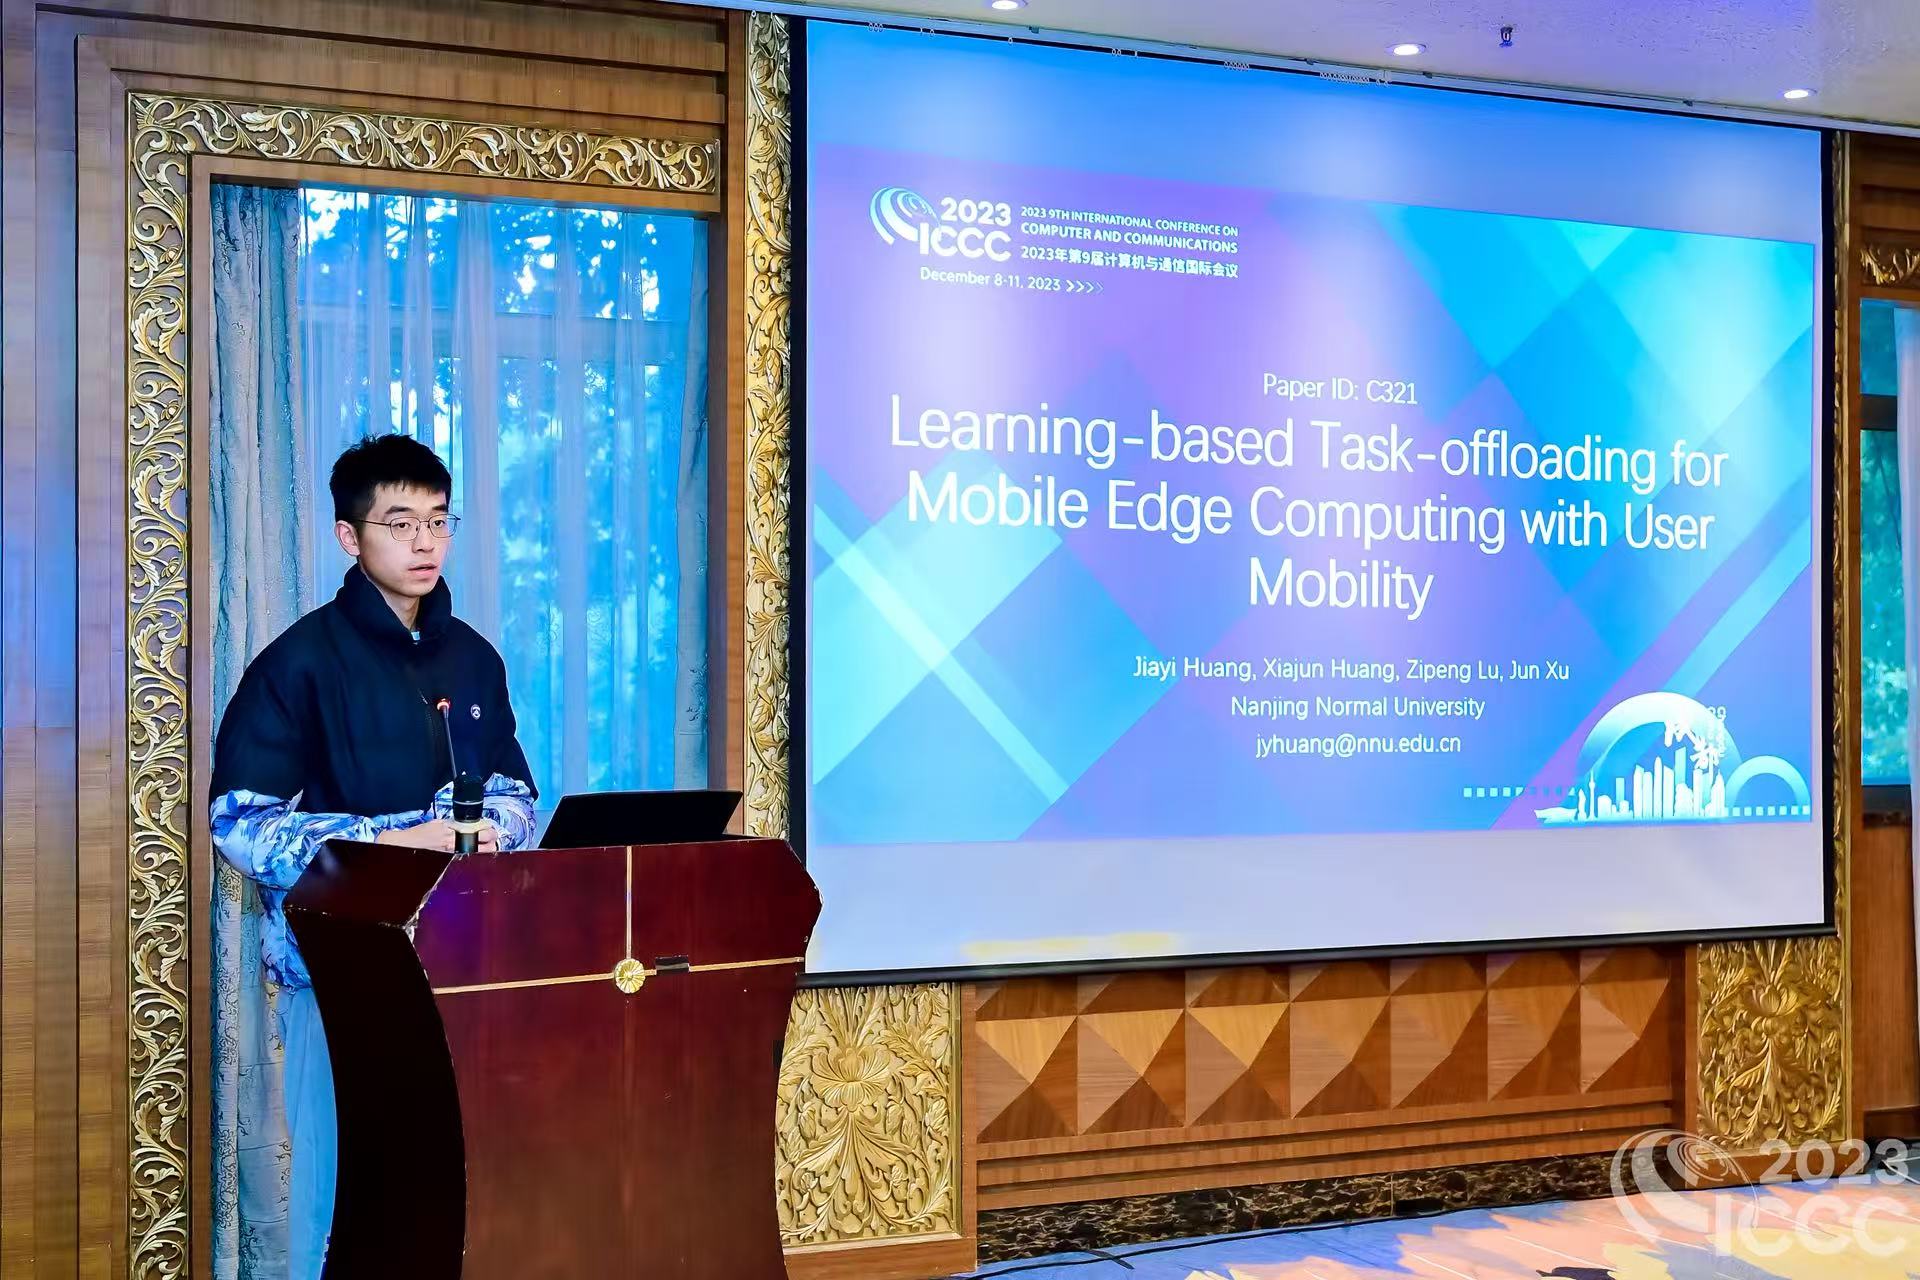 2023
ICCC
2023 9TH INTERNATIONAL CONFERENCE ON
COMPUTER AND COMMUNICATIONS
2023年第9届计算机与通信国际会议
December 8-11, 2023
Paper ID: C321
Learning-based Task-offloading for
Mobile Edge Computing with User
Mobility
Jiayi Huang, Xiajun Huang, Zipeng Lu, Jun Xu
Nanjing Normal University
jyhuang@nnu.edu.cn
成都
2023
ICCC